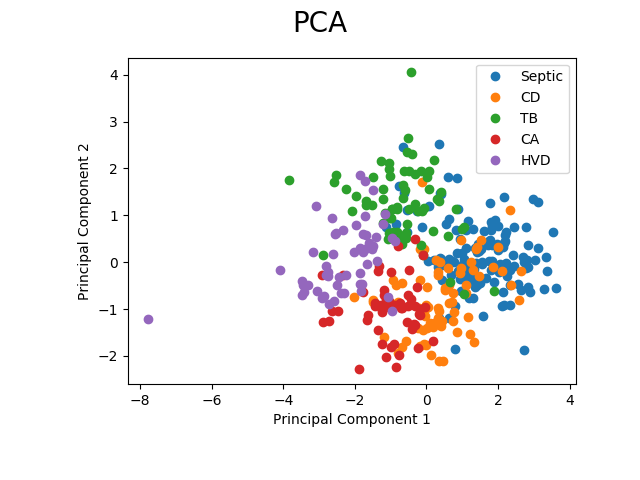 PCA
Septic
CD
TB
CA
HVD
4
3
2
1
0
−1
−2
Principal Component 2
−8
−6
−4
−2
0
2
4
Principal Component 1